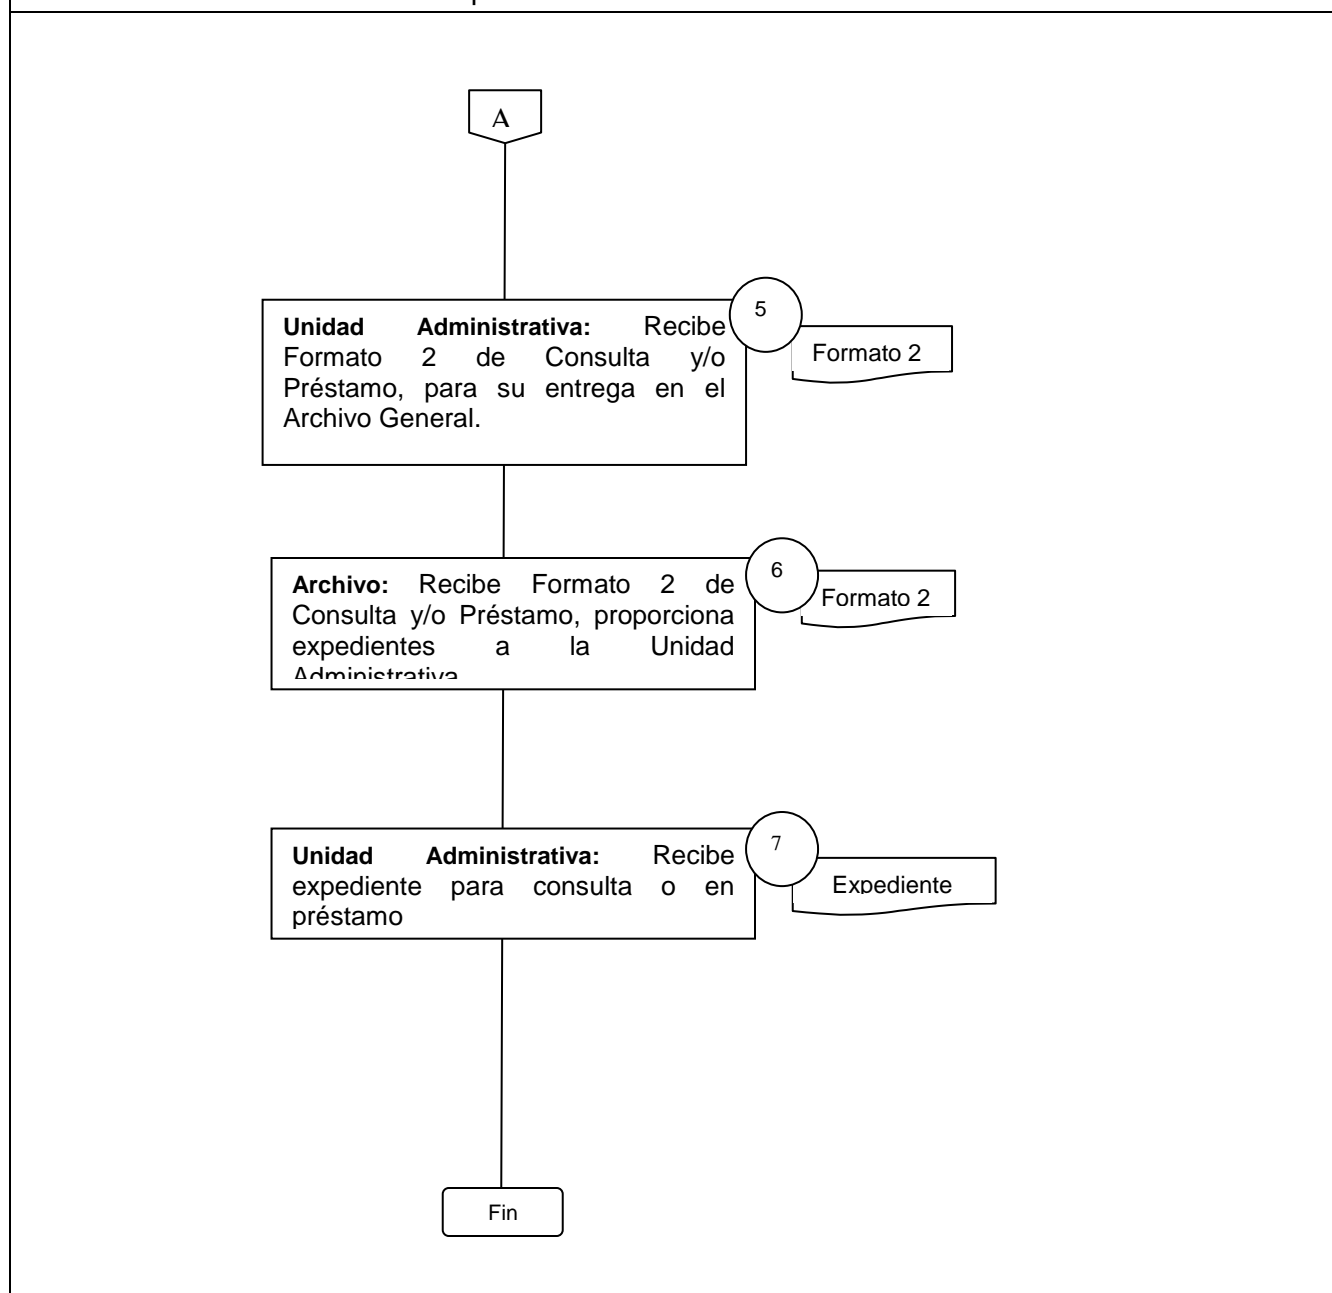 A
5
Unidad Administrativa: Recibe
Formato 2 de Consulta y/o
Préstamo, para su entrega en el
Archivo General.
Formato 2
6
Archivo: Recibe Formato 2 de
Consulta y/o Préstamo, proporciona
expedientes a la Unidad
Administrativa
Formato 2
7
Unidad Administrativa: Recibe
expediente para consulta o en
préstamo
Expediente
Fin